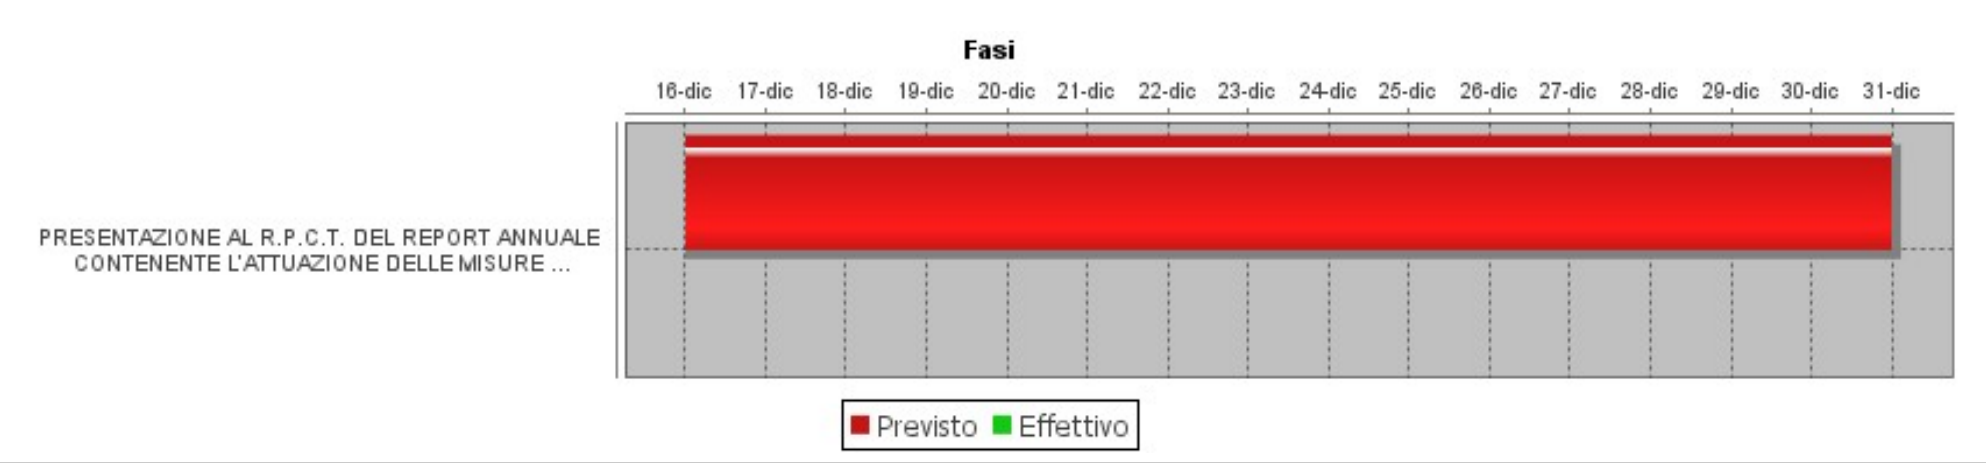 Fasi
16-dic 17-dic 18-dic 19-dic 20-dic 21-dic 22-dic 23-dic 24-dic 25-dic 26-dic 27-dic 28-dic 29-dic 30-dic 31-dic
PRESENTAZIONE AL R.P.C.T. DEL REPORT ANNUALE
CONTENENTE L'ATTUAZIONE DELLE MISURE ...
Previsto Effettivo